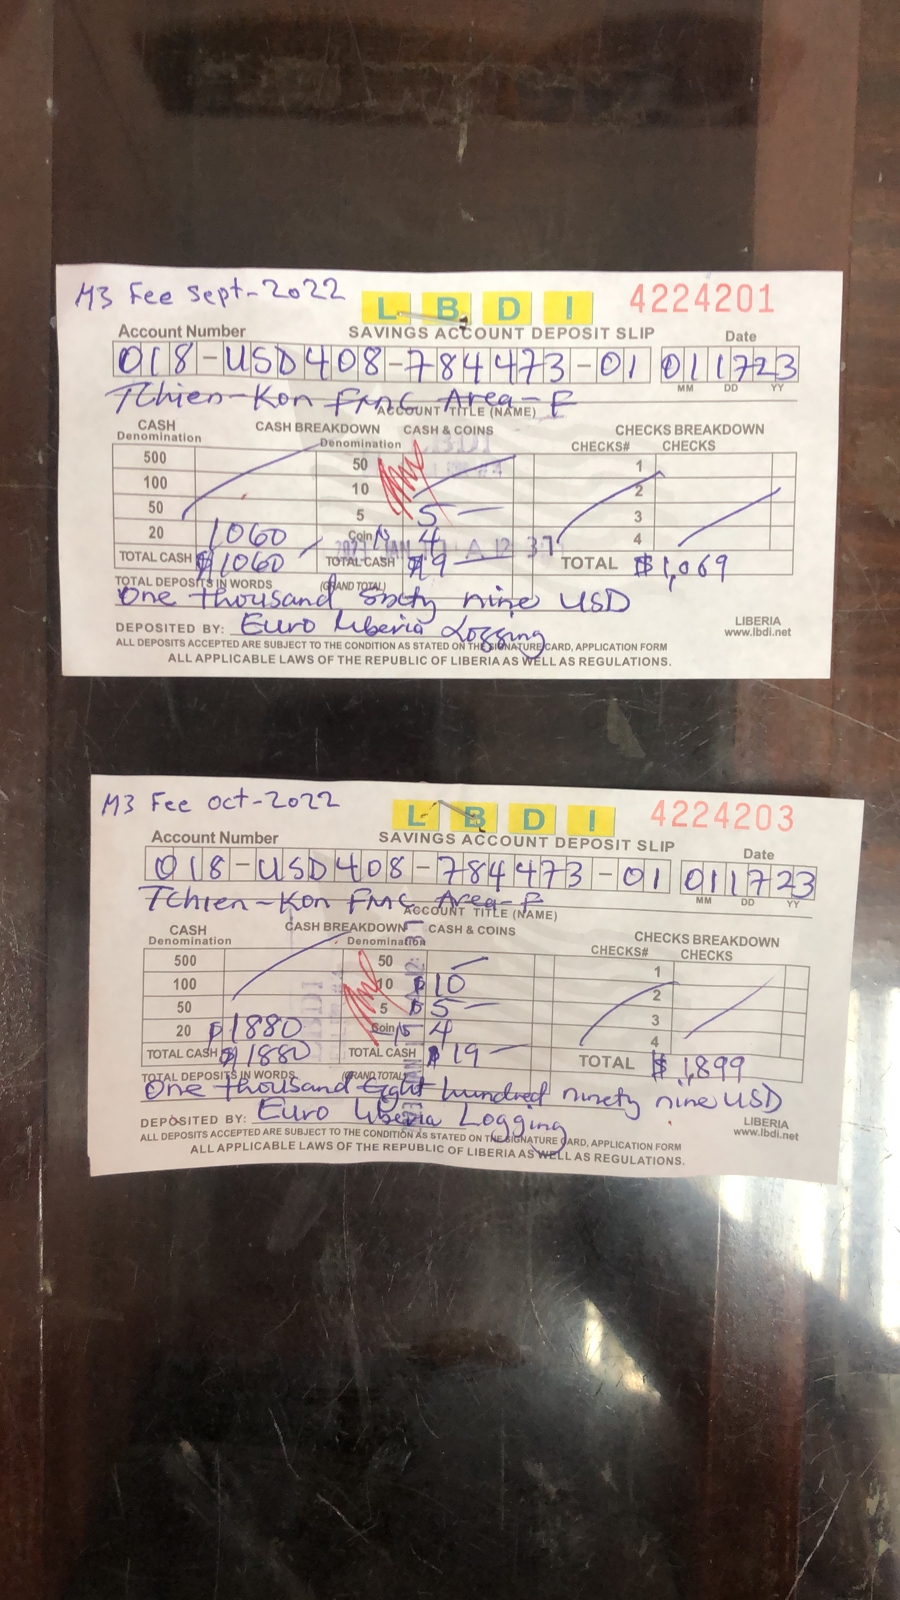 M3 Fee Sept-2022
L B D I 4224201
Account Number SAVINGS ACCOUNT DEPOSIT SLIP Date
018-USD408-784473-01 011723
MM DD YY
Tchien-Kon FMC Area-F
ACCOUNT TITLE (NAME)
CASH Denomination CASH BREAKDOWN Denomination CASH & COINS CHECKS BREAKDOWN
CHECKS# CHECKS
500 50 1
100 10 2
50 5 5 3
20 1060 Coin/s 4 4
TOTAL CASH $1060 TOTAL CASH $9 TOTAL $1,069
TOTAL DEPOSITS IN WORDS (GRAND TOTAL)
One thousand Sixty nine USD
DEPOSITED BY: Euro Liberia Logging
LIBERIA
www.lbdi.net
ALL DEPOSITS ACCEPTED ARE SUBJECT TO THE CONDITION AS STATED ON THE SIGNATURE CARD, APPLICATION FORM
ALL APPLICABLE LAWS OF THE REPUBLIC OF LIBERIA AS WELL AS REGULATIONS.
M3 Fee Oct-2022
L B D I 4224203
Account Number SAVINGS ACCOUNT DEPOSIT SLIP Date
018-USD408-784473-01 011723
MM DD YY
Tchien-Kon FMC Area-F
ACCOUNT TITLE (NAME)
CASH Denomination CASH BREAKDOWN Denomination CASH & COINS CHECKS BREAKDOWN
CHECKS# CHECKS
500 50 1
100 10 $10 2
50 5 $5 3
20 $1880 Coin/s 4 4
TOTAL CASH $1880 TOTAL CASH $19 TOTAL $1,899
TOTAL DEPOSITS IN WORDS (GRAND TOTAL)
One thousand Eight hundred ninety nine USD
DEPOSITED BY: Euro Liberia Logging
LIBERIA
www.lbdi.net
ALL DEPOSITS ACCEPTED ARE SUBJECT TO THE CONDITION AS STATED ON THE SIGNATURE CARD, APPLICATION FORM
ALL APPLICABLE LAWS OF THE REPUBLIC OF LIBERIA AS WELL AS REGULATIONS.